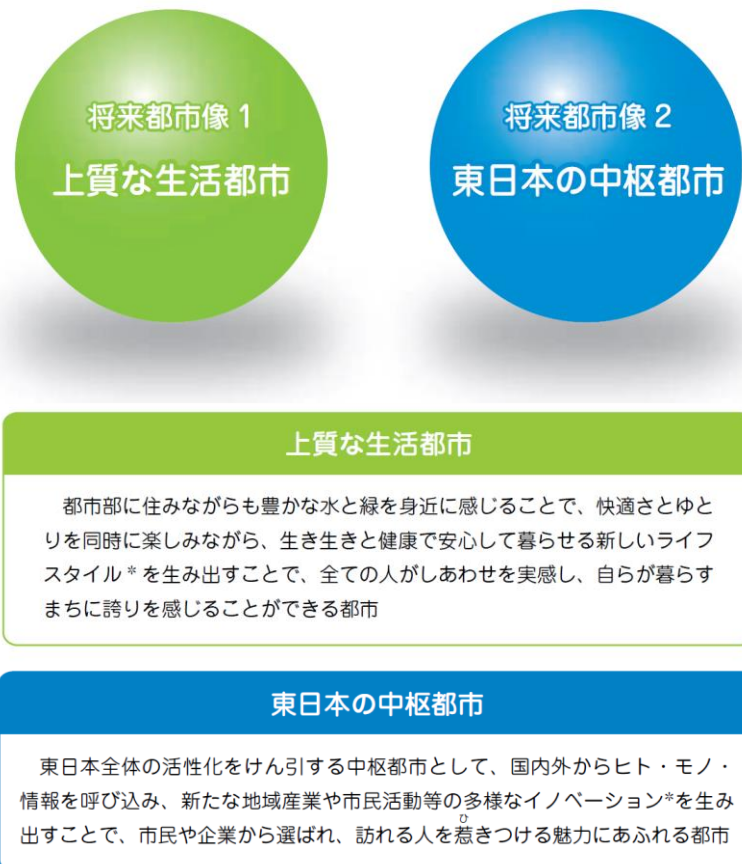 将来都市像 1
上質な生活都市
将来都市像 2
東日本の中枢都市
上質な生活都市
都市部に住みながらも豊かな水と緑を身近に感じることで、快適さとゆと
りを同時に楽しみながら、生き生きと健康で安心して暮らせる新しいライフ
スタイル * を生み出すことで、全ての人がしあわせを実感し、自らが暮らす
まちに誇りを感じることができる都市
東日本の中枢都市
東日本全体の活性化をけん引する中枢都市として、国内外からヒト・モノ・
情報を呼び込み、新たな地域産業や市民活動等の多様なイノベーション*を生み
ひ
出すことで、市民や企業から選ばれ、訪れる人を惹きつける魅力にあふれる都市